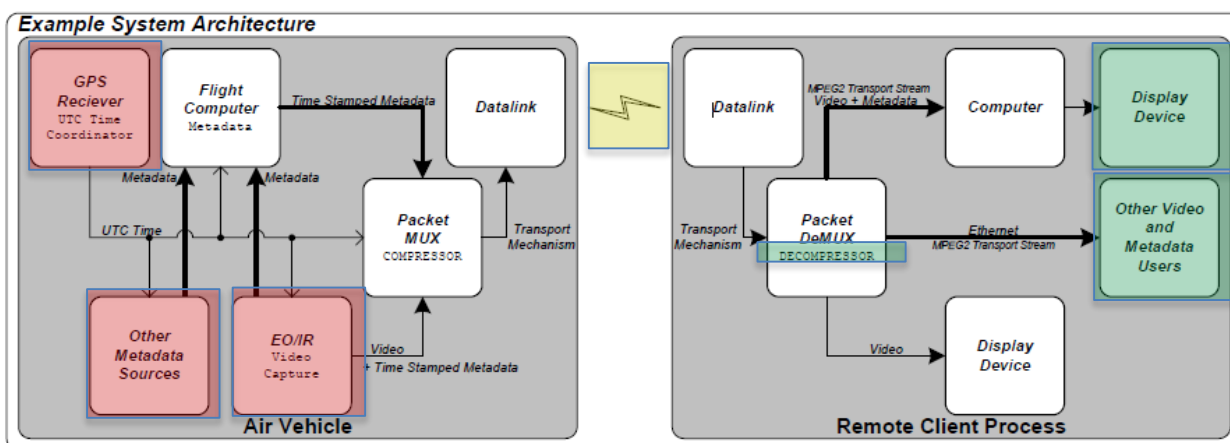 Example System Architecture
GPS
Reciever
UTC Time
Coordinator
Flight
Computer
Metadata
Time Stamped Metadata
Datalink
Metadata
Metadata
UTC Time
Packet
MUX
COMPRESSOR
Transport
Mechanism
Other
Metadata
Sources
EO/IR
Video
Capture
Video
+ Time Stamped Metadata
Air Vehicle
Datalink
MPEG2 Transport Stream
Video + Metadata
Computer
Display
Device
Transport
Mechanism
Packet
DeMUX
DECOMPRESSOR
Ethernet
MPEG2 Transport Stream
Other Video
and
Metadata
Users
Video
Display
Device
Remote Client Process